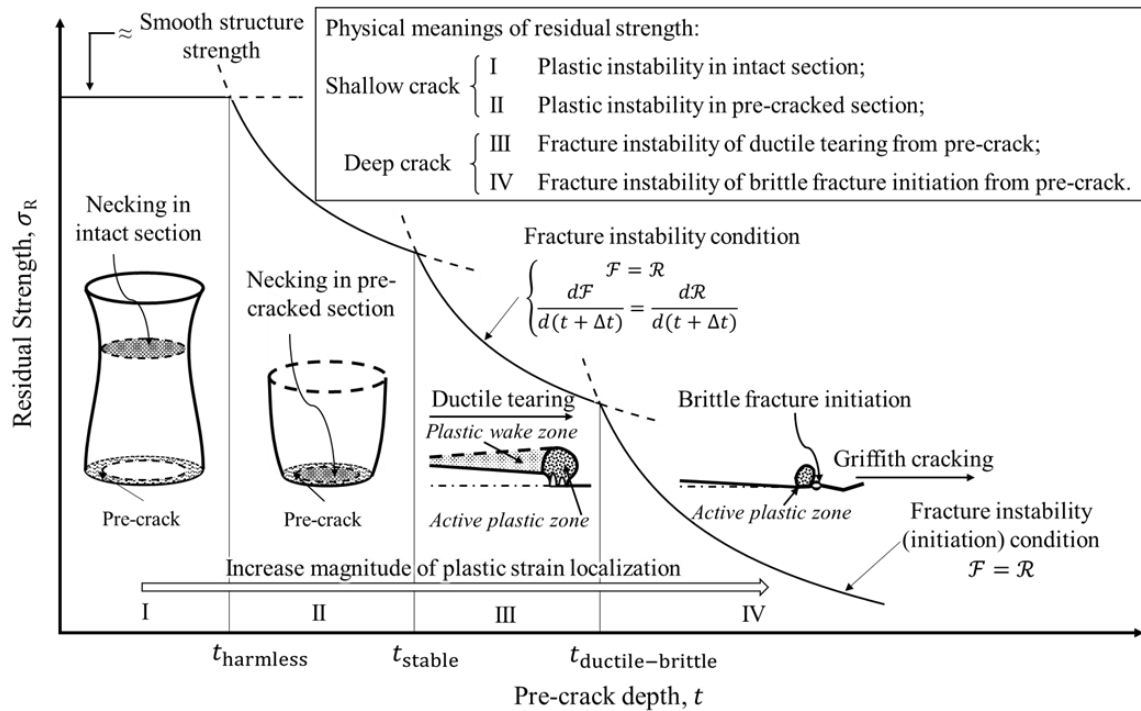 ≈ Smooth structure
strength
Physical meanings of residual strength:
Shallow crack
I Plastic instability in intact section;
II Plastic instability in pre-cracked section;
Deep crack
III Fracture instability of ductile tearing from pre-crack;
IV Fracture instability of brittle fracture initiation from pre-crack.
Residual Strength, σ_R
Necking in
intact section
Pre-crack
Necking in pre-
cracked section
Pre-crack
Fracture instability condition
ℱ = ℛ
dℱ/d(t + Δt) = dℛ/d(t + Δt)
Ductile tearing
Plastic wake zone
Active plastic zone
Brittle fracture initiation
Griffith cracking
Active plastic zone
Fracture instability
(initiation) condition
ℱ = ℛ
Increase magnitude of plastic strain localization
I II III IV
t_harmless t_stable t_ductile−brittle
Pre-crack depth, t